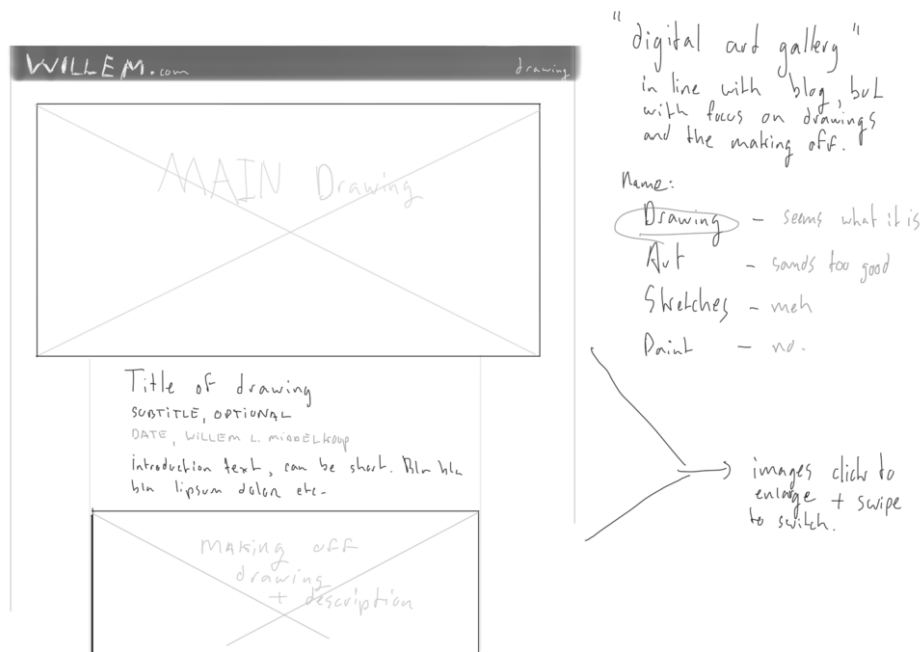 WILLEM.com
drawing
MAIN Drawing
Title of drawing
SUBTITLE, OPTIONAL
DATE, WILLEM L. MIDDELKOOP
introduction text, can be short. Bla bla
bla lipsum dolor etc.
MAKing off
drawing
+ description
"digital art gallery"
in line with blog, but
with focus on drawings
and the making off.
Name:
Drawing – seems what it is
Art – sounds too good
Sketches – meh
Paint – no.
images click to
enlarge + swipe
to switch.